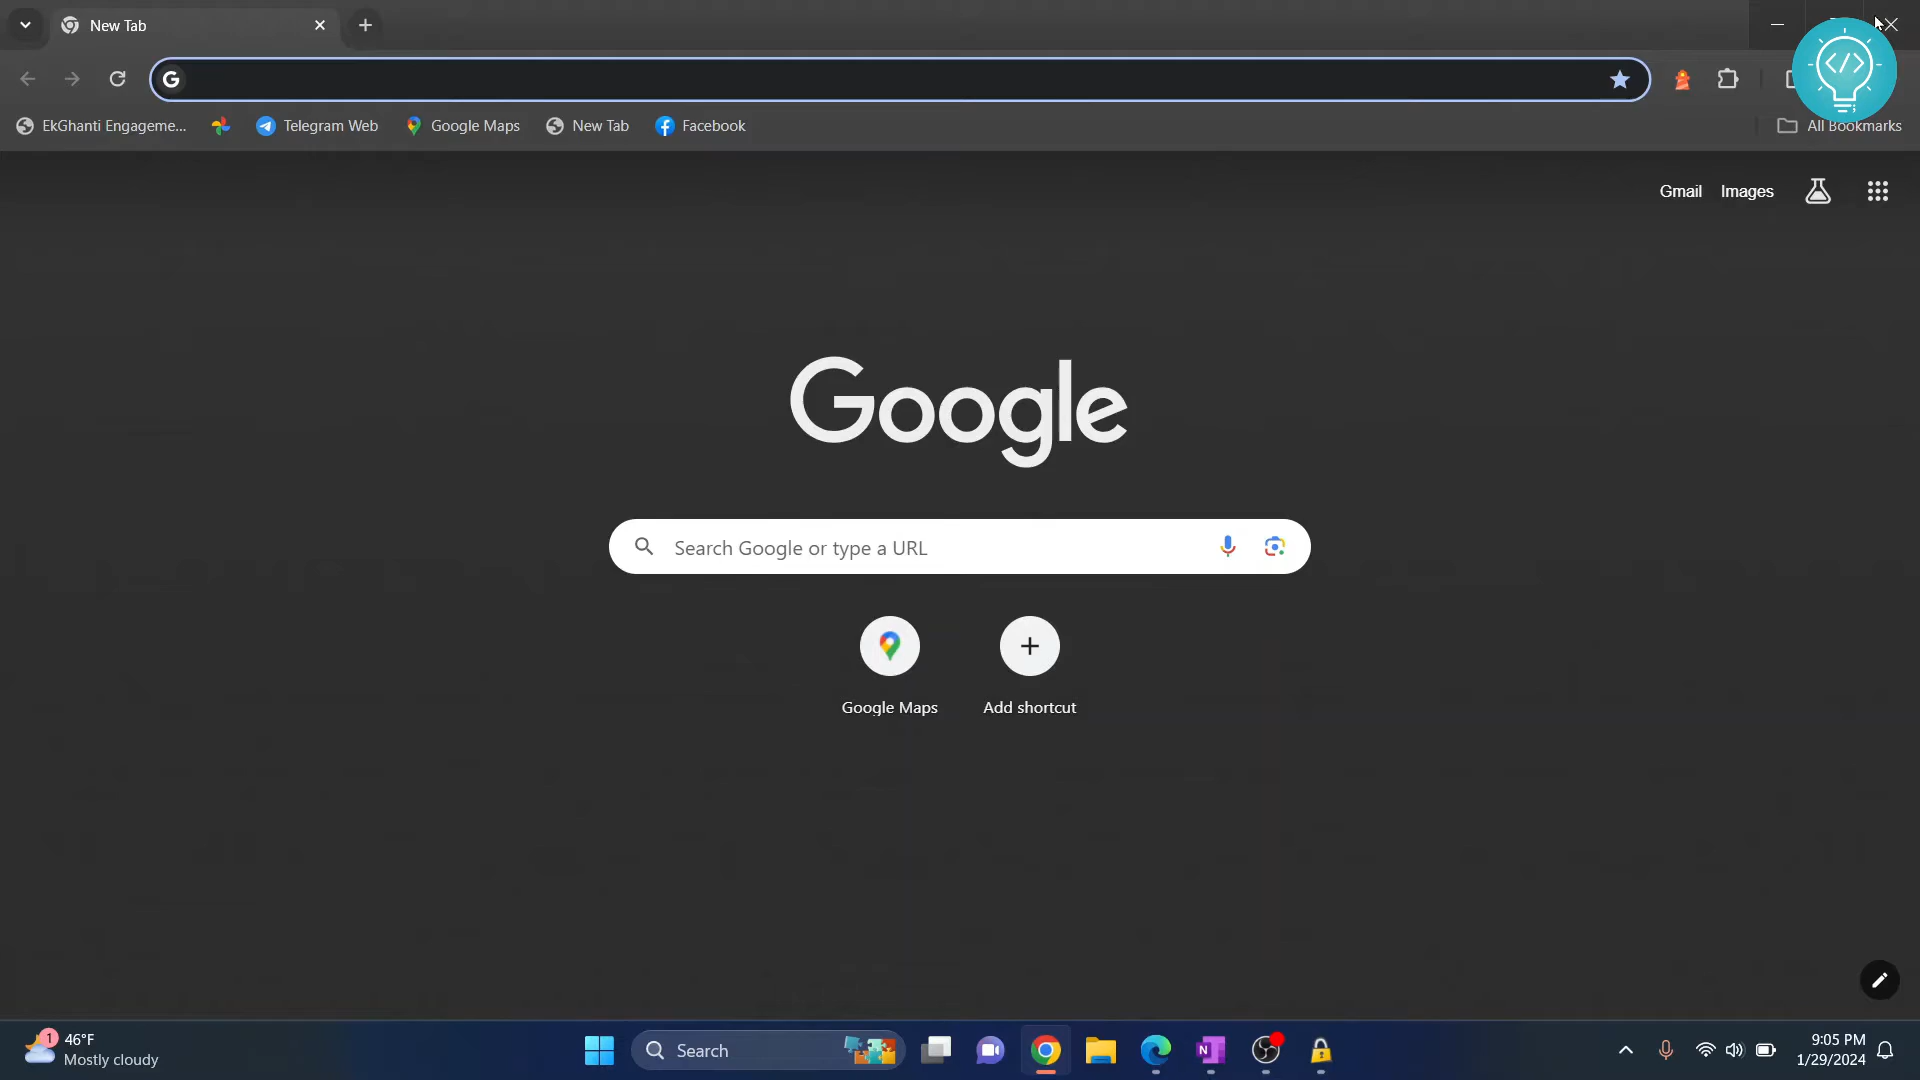 New Tab
EkGhanti Engageme...
Telegram Web
Google Maps
New Tab
Facebook
All Bookmarks
Gmail
Images
Google
Search Google or type a URL
Google Maps
Add shortcut
1
46°F
Mostly cloudy
Search
9:05 PM
1/29/2024